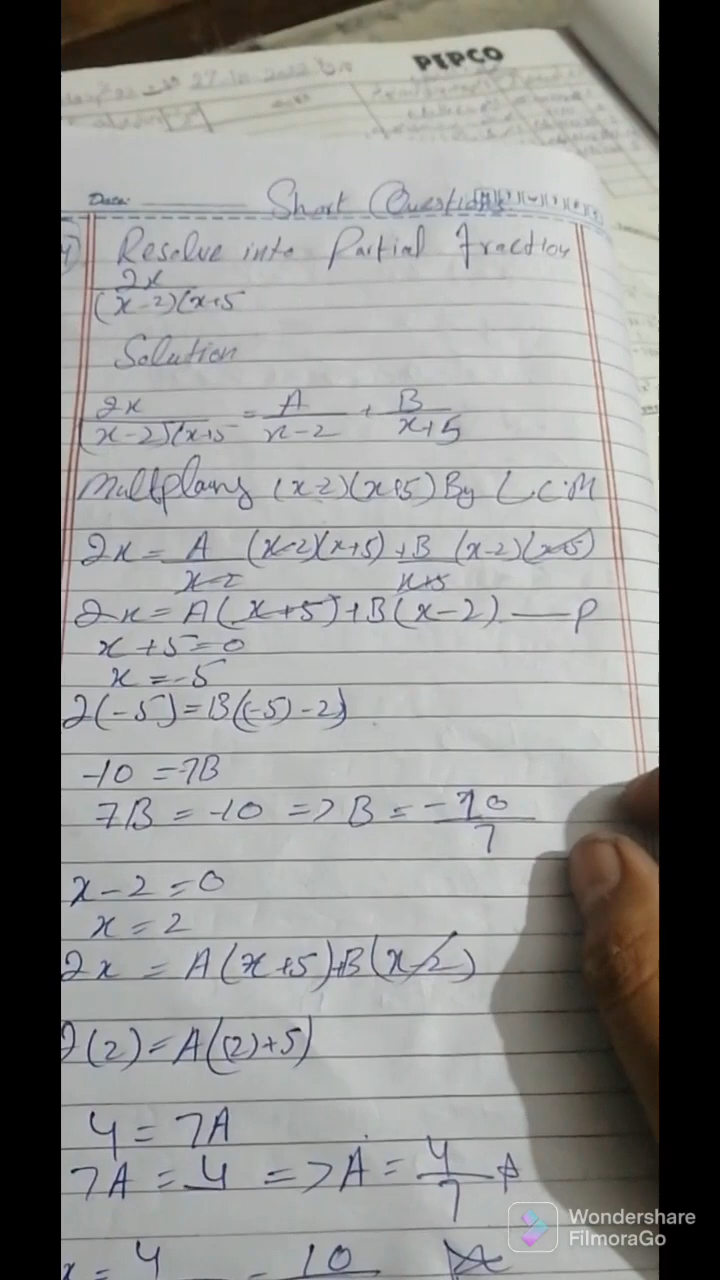 PEPCO
Date:
Short Questions
Resolve into Partial fraction
2x
(x-2)(x+5
Solution
2x/(x-2)(x+5 = A/x-2 + B/x+5
Multplaing (x-2)(x+5) By L.C.M
2x = A/x-2 (x-2)(x+5) + B/x+5 (x-2)(x+5)
2x = A(x+5)+B(x-2) — P
x+5=0
x=-5
2(-5)=B((-5)-2)
-10 =7B
7B = -10 => B = -10/7
x-2=0
x=2
2x = A(x+5)+B(x-2)
2(2)=A((2)+5)
4=7A
7A=4 => A=4/7
4 - 10
Wondershare
FilmoraGo